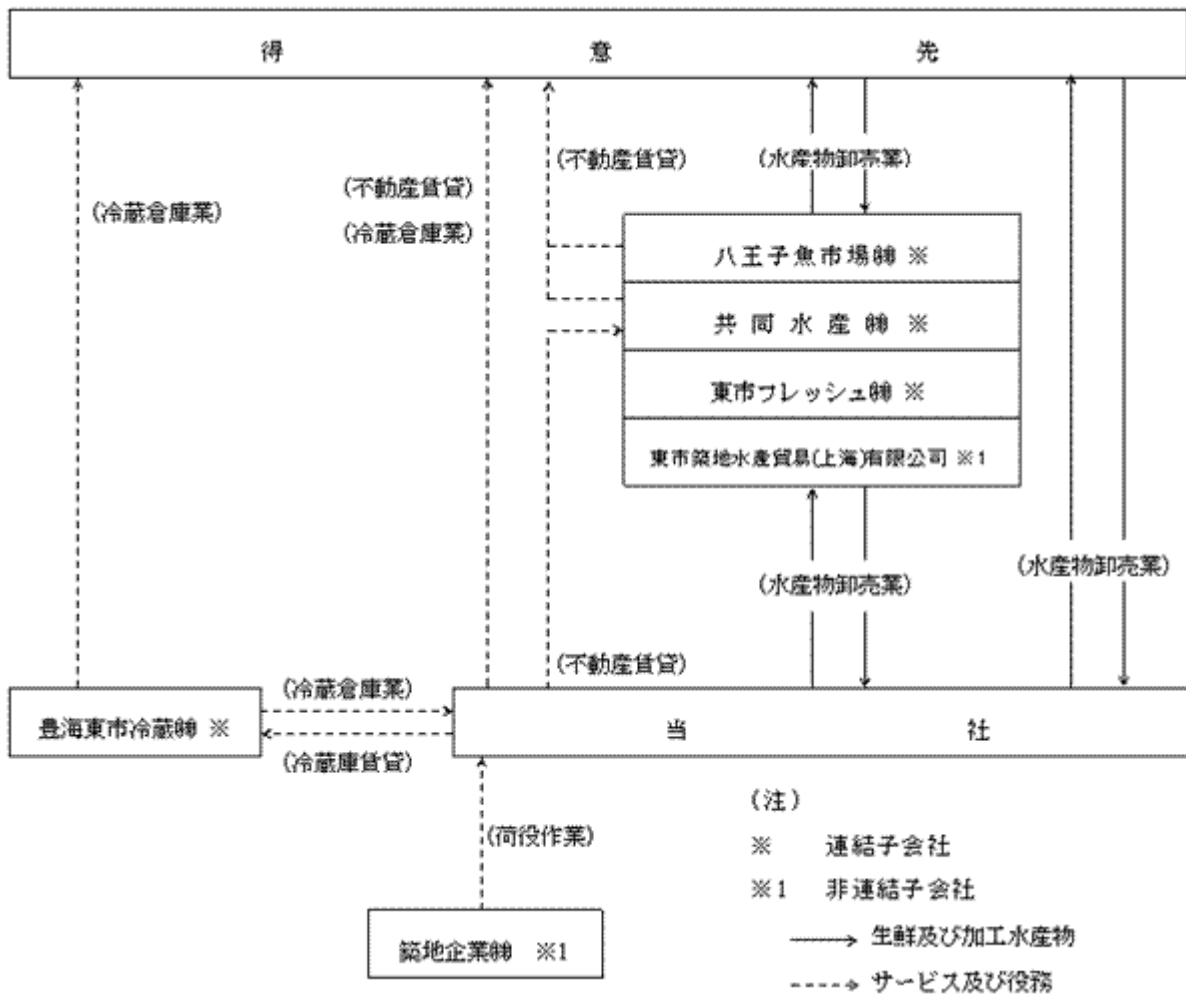 得意先
(不動産賃貸)
(水産物卸売業)
(不動産賃貸)
(冷蔵倉庫業)
(冷蔵倉庫業)
八王子魚市場㈱ ※
共同水産㈱ ※
東市フレッシュ㈱ ※
東市築地水産貿易(上海)有限公司 ※1
(水産物卸売業)
(水産物卸売業)
(不動産賃貸)
(冷蔵倉庫業)
豊海東市冷蔵㈱ ※
当社
(冷蔵庫賃貸)
(荷役作業)
(注)
※ 連結子会社
※1 非連結子会社
築地企業㈱ ※1
生鮮及び加工水産物
サービス及び役務